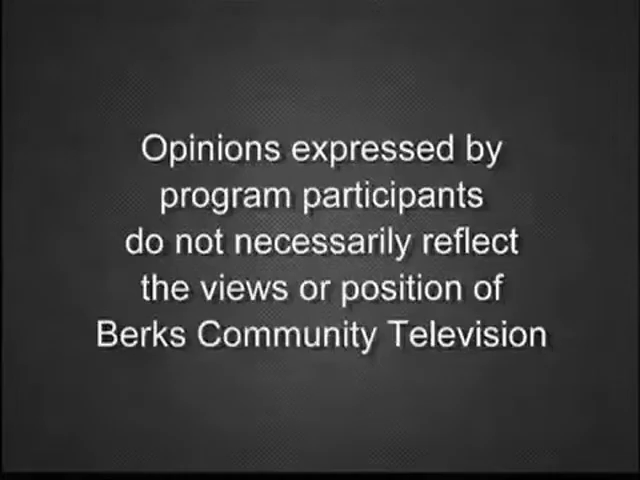 Opinions expressed by
program participants
do not necessarily reflect
the views or position of
Berks Community Television